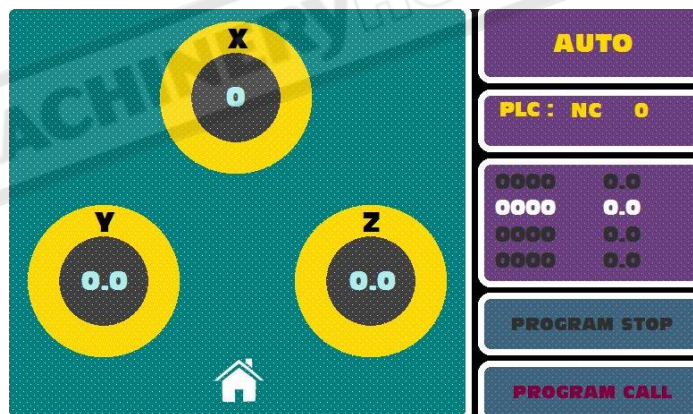 MACHINERYHO
X
0
Y
0.0
Z
0.0
AUTO
PLC : NC 0
0000 0.0
0000 0.0
0000 0.0
0000 0.0
PROGRAM STOP
PROGRAM CALL